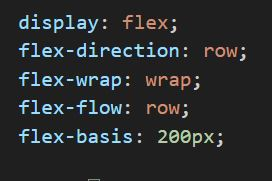 display: flex;
flex-direction: row;
flex-wrap: wrap;
flex-flow: row;
flex-basis: 200px;